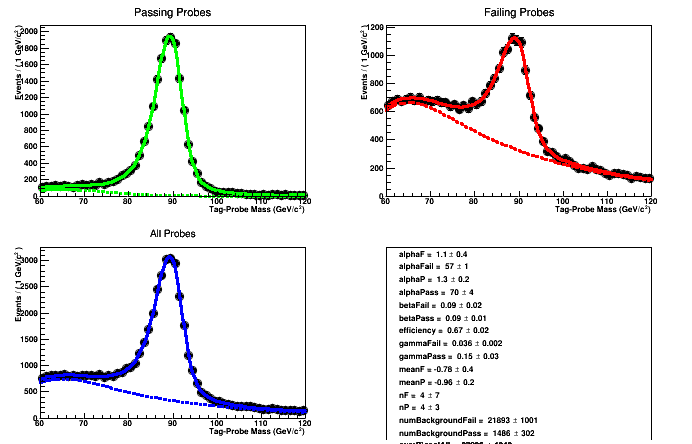 Passing Probes
Events / ( 1 GeV/c² )
2000
1800
1600
1400
1200
1000
800
600
400
200
0
60 70 80 90 100 110 120
Tag-Probe Mass (GeV/c²)
Failing Probes
Events / ( 1 GeV/c² )
1200
1000
800
600
400
200
0
60 70 80 90 100 110 120
Tag-Probe Mass (GeV/c²)
All Probes
Events / ( 1 GeV/c² )
3000
2500
2000
1500
1000
500
0
60 70 80 90 100 110 120
Tag-Probe Mass (GeV/c²)
alphaF = 1.1 ± 0.4
alphaFail = 57 ± 1
alphaP = 1.3 ± 0.2
alphaPass = 70 ± 4
betaFail = 0.09 ± 0.02
betaPass = 0.09 ± 0.01
efficiency = 0.67 ± 0.02
gammaFail = 0.036 ± 0.002
gammaPass = 0.15 ± 0.03
meanF = -0.78 ± 0.4
meanP = -0.96 ± 0.2
nF = 4 ± 7
nP = 4 ± 3
numBackgroundFail = 21893 ± 1001
numBackgroundPass = 1486 ± 302